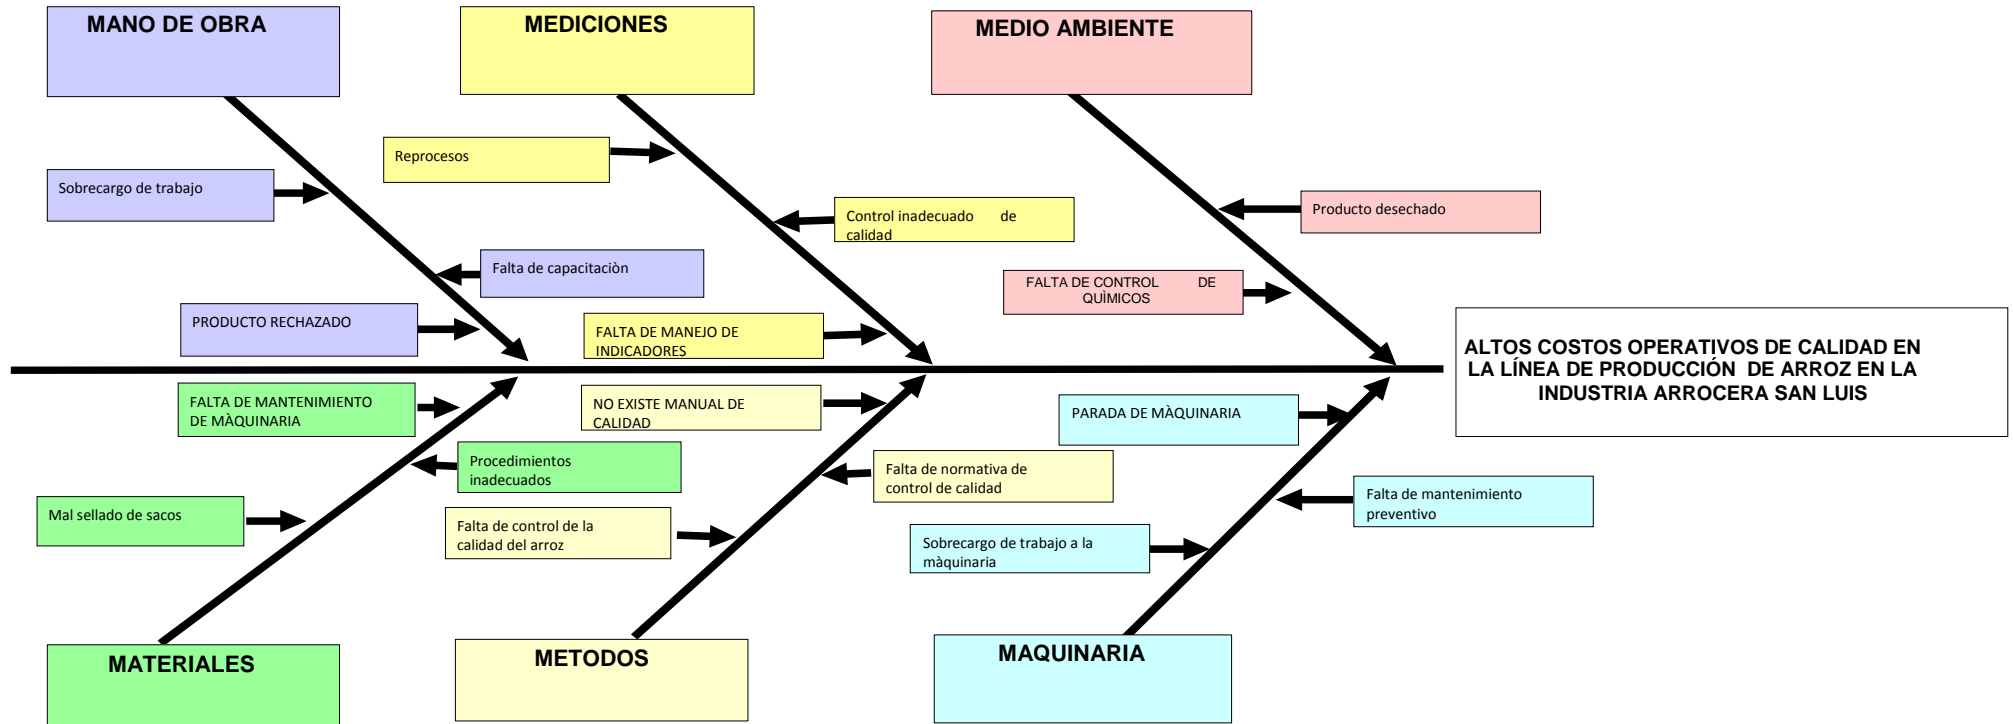 MANO DE OBRA
MEDICIONES
MEDIO AMBIENTE
Reprocesos
Sobrecargo de trabajo
Producto desechado
Control inadecuado de
calidad
Falta de capacitaciòn
FALTA DE CONTROL DE
QUÌMICOS
PRODUCTO RECHAZADO
FALTA DE MANEJO DE
INDICADORES
ALTOS COSTOS OPERATIVOS DE CALIDAD EN
LA LÍNEA DE PRODUCCIÓN DE ARROZ EN LA
INDUSTRIA ARROCERA SAN LUIS
FALTA DE MANTENIMIENTO
DE MÀQUINARIA
NO EXISTE MANUAL DE
CALIDAD
PARADA DE MÀQUINARIA
Procedimientos
inadecuados
Falta de normativa de
control de calidad
Falta de mantenimiento
preventivo
Mal sellado de sacos
Falta de control de la
calidad del arroz
Sobrecargo de trabajo a la
màquinaria
MATERIALES
METODOS
MAQUINARIA